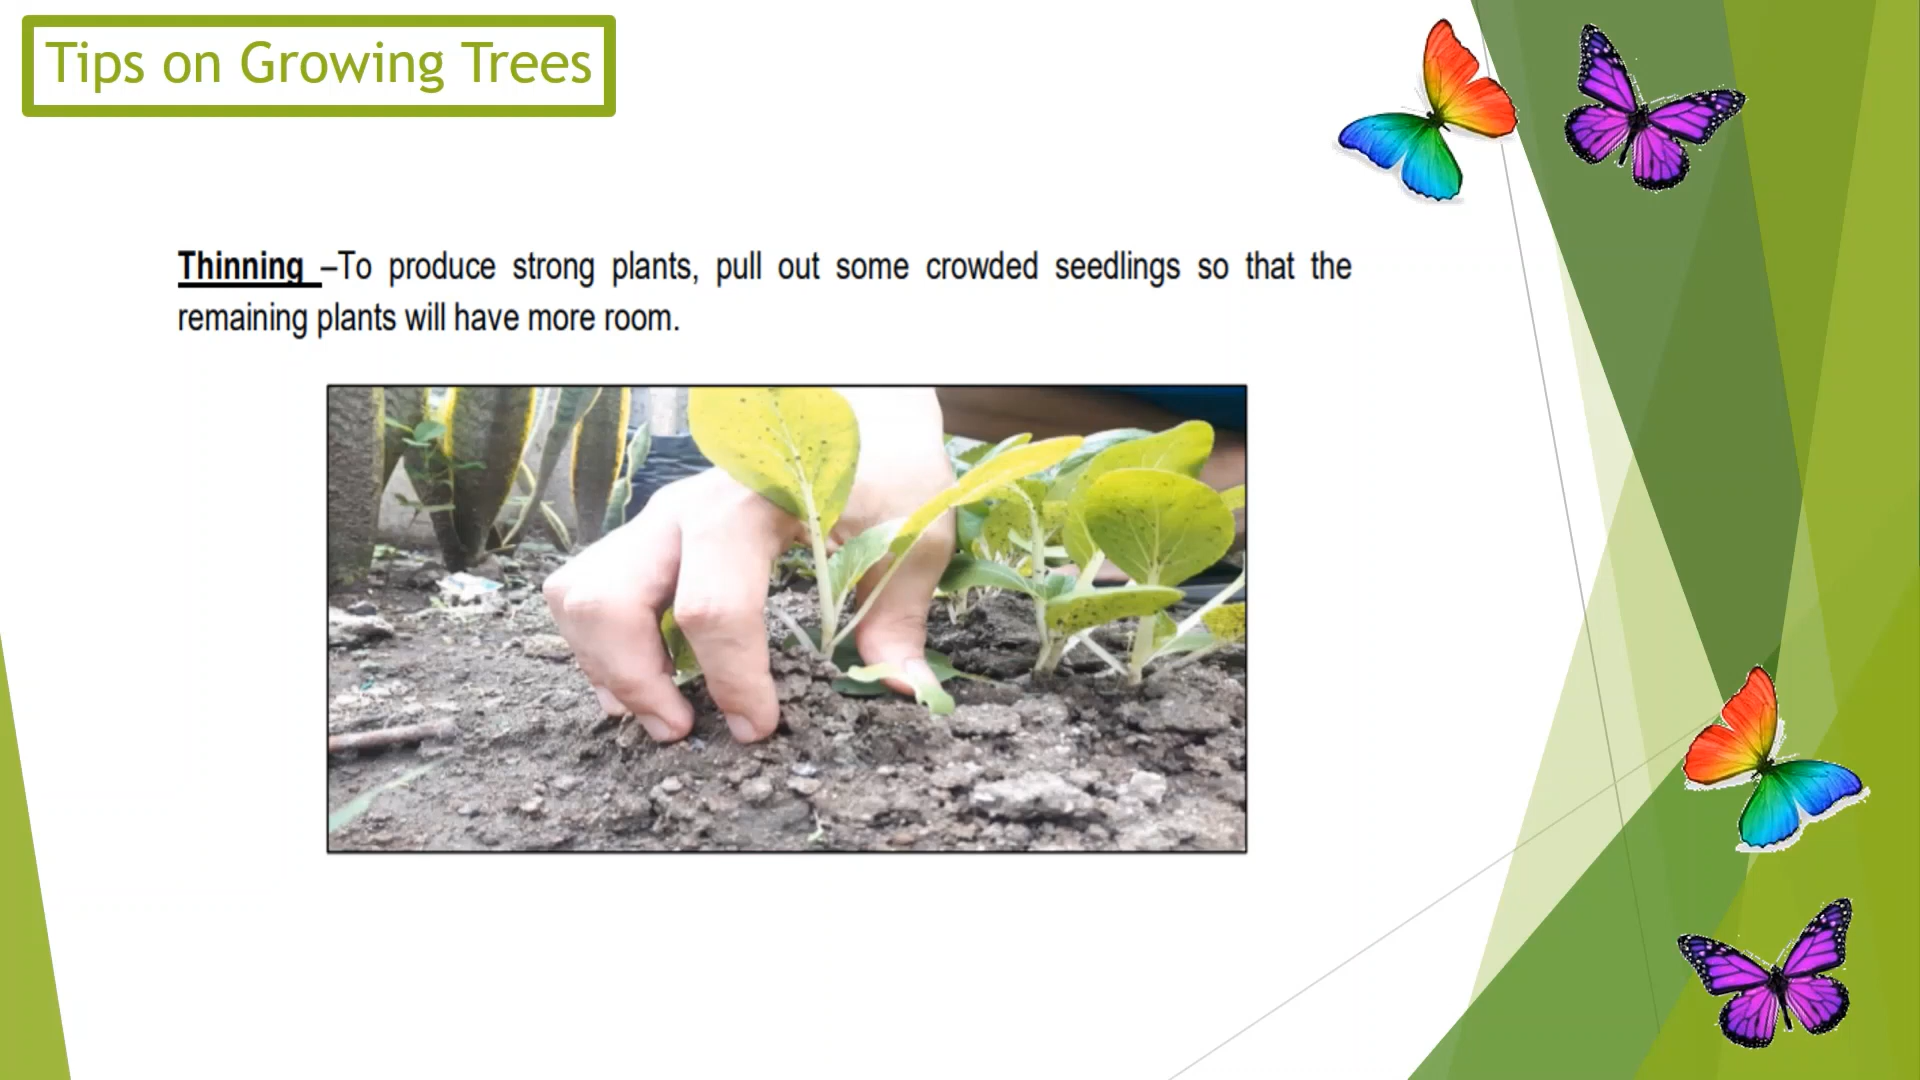 Tips on Growing Trees
Thinning –To produce strong plants, pull out some crowded seedlings so that the
remaining plants will have more room.